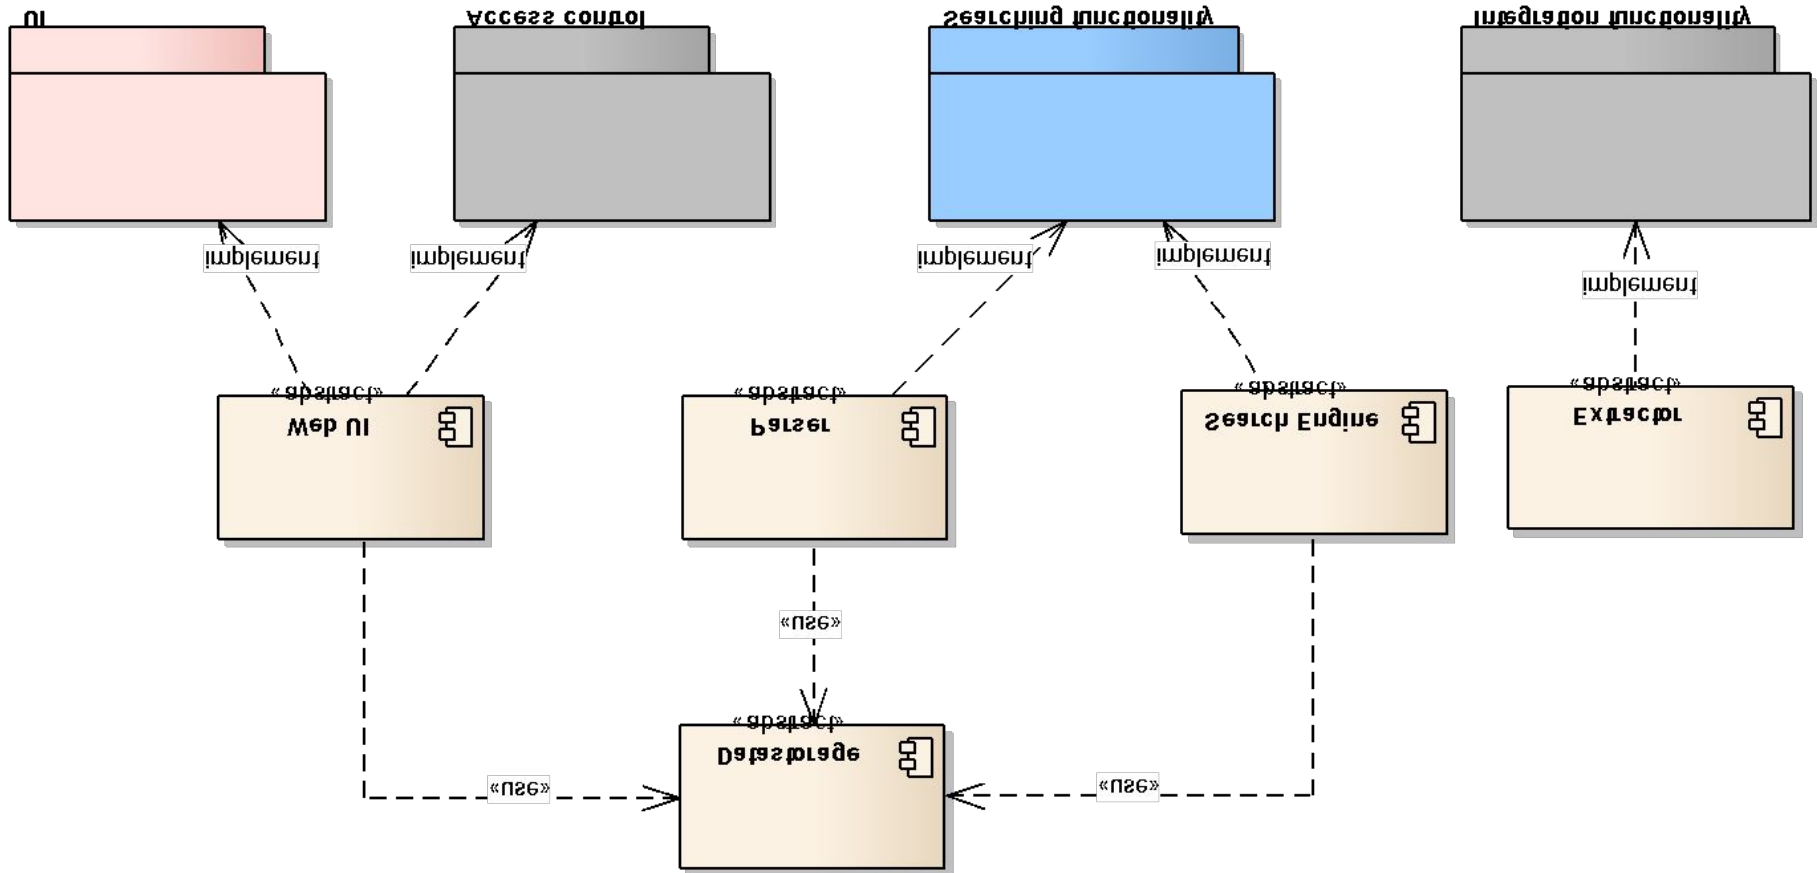 UI
Access control
Searching functionality
Integration functionality
implement
implement
implement
implement
implement
«abstract»
Web UI
«abstract»
Parser
«abstract»
Search Engine
«abstract»
Extractor
«use»
«abstract»
Datastorage
«use»
«use»